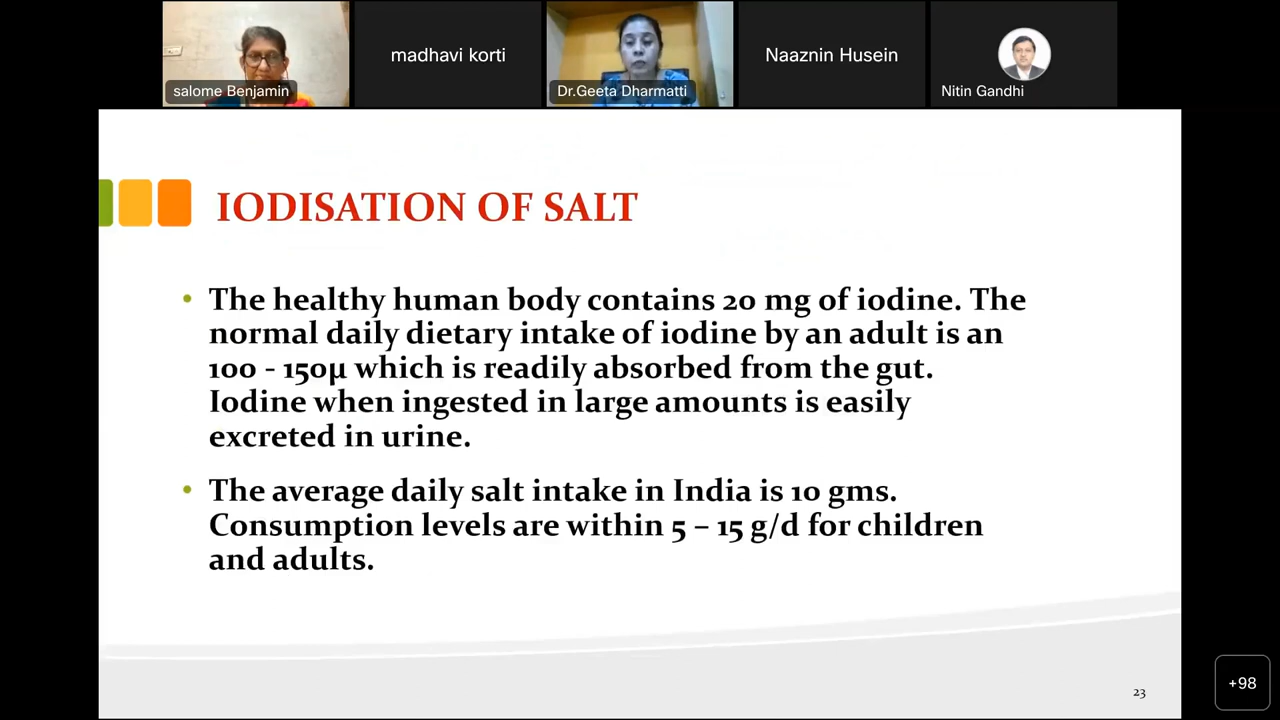 salome Benjamin
madhavi korti
Dr.Geeta Dharmatti
Naaznin Husein
Nitin Gandhi
IODISATION OF SALT
• The healthy human body contains 20 mg of iodine. The
normal daily dietary intake of iodine by an adult is an
100 - 150µ which is readily absorbed from the gut.
Iodine when ingested in large amounts is easily
excreted in urine.
• The average daily salt intake in India is 10 gms.
Consumption levels are within 5 – 15 g/d for children
and adults.
23
+98